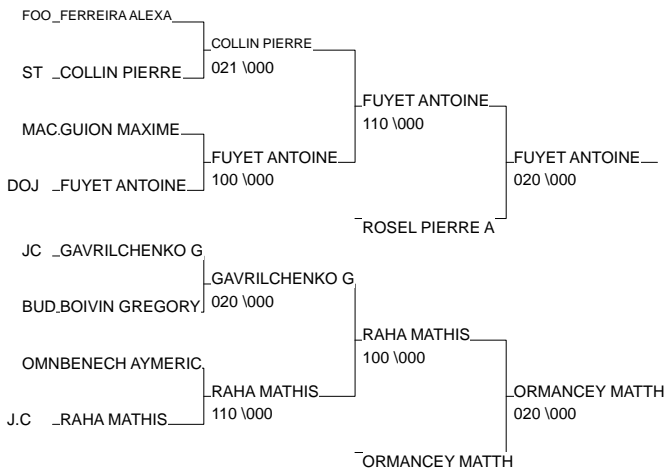 FOO_FERREIRA ALEXA
COLLIN PIERRE
021 \000
ST _COLLIN PIERRE
FUYET ANTOINE
110 \000
MAC.GUION MAXIME
FUYET ANTOINE
100 \000
FUYET ANTOINE
020 \000
DOJ _FUYET ANTOINE
ROSEL PIERRE A
JC _GAVRILCHENKO G
GAVRILCHENKO G
020 \000
BUD_BOIVIN GREGORY
RAHA MATHIS
100 \000
OMNBENECH AYMERIC
RAHA MATHIS
110 \000
ORMANCEY MATTH
020 \000
J.C _RAHA MATHIS
ORMANCEY MATTH